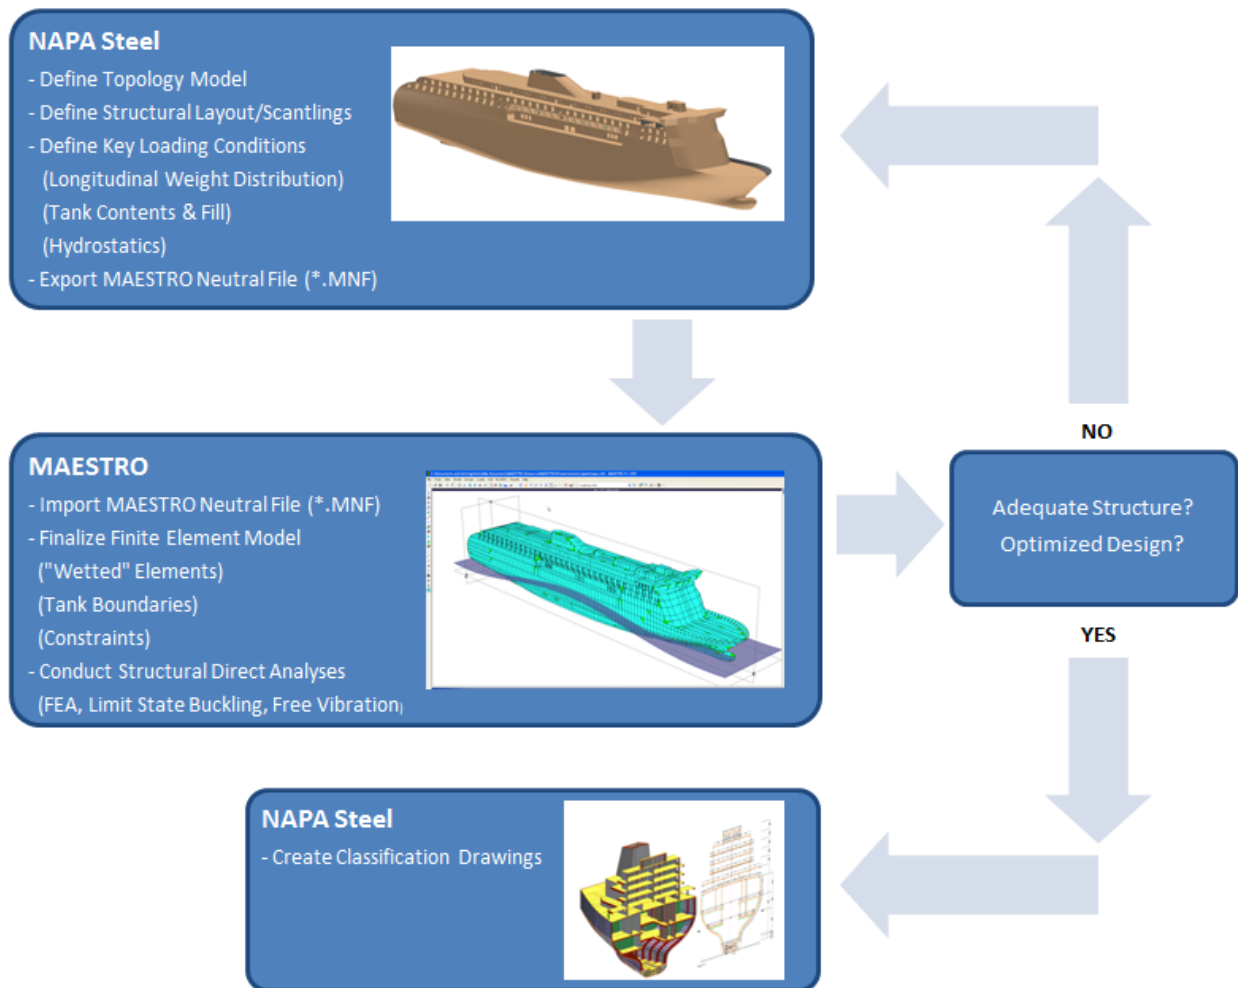 NAPA Steel
- Define Topology Model
- Define Structural Layout/Scantlings
- Define Key Loading Conditions
(Longitudinal Weight Distribution)
(Tank Contents & Fill)
(Hydrostatics)
- Export MAESTRO Neutral File (*.MNF)
MAESTRO
- Import MAESTRO Neutral File (*.MNF)
- Finalize Finite Element Model
("Wetted" Elements)
(Tank Boundaries)
(Constraints)
- Conduct Structural Direct Analyses
(FEA, Limit State Buckling, Free Vibration)
NO
Adequate Structure?
Optimized Design?
YES
NAPA Steel
- Create Classification Drawings